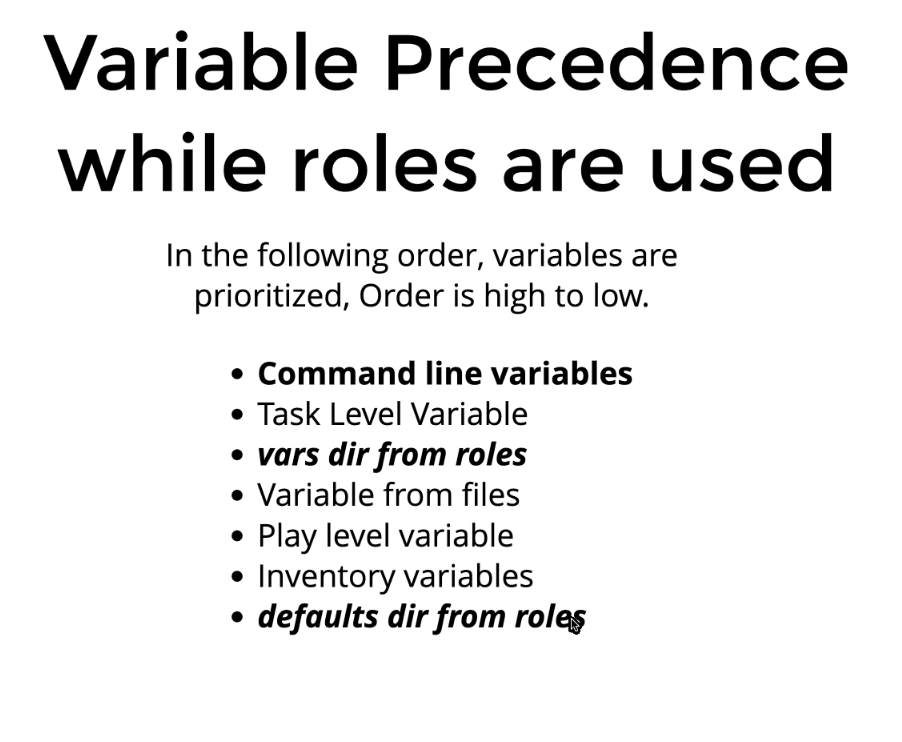 Variable Precedence
while roles are used
In the following order, variables are
prioritized, Order is high to low.
• Command line variables
• Task Level Variable
• vars dir from roles
• Variable from files
• Play level variable
• Inventory variables
• defaults dir from roles